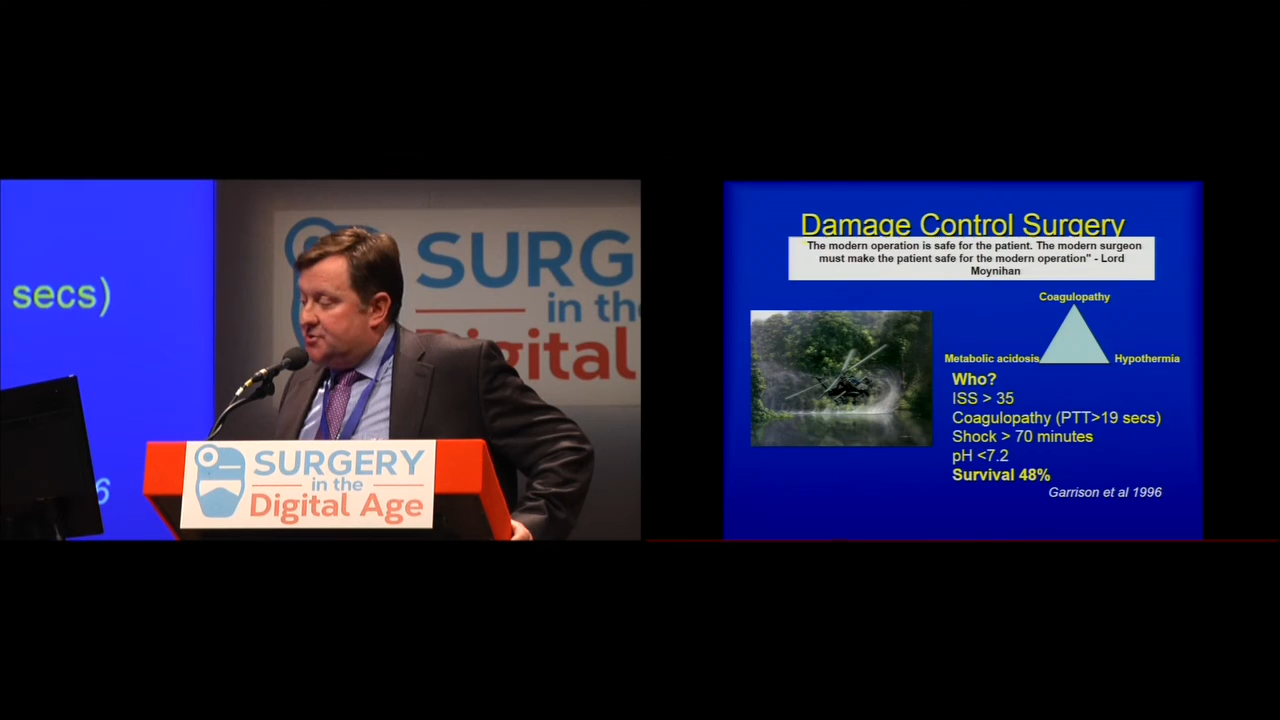 secs)
6
SURG
in the
Digital
SURGERY
in the
Digital Age
Damage Control Surgery
The modern operation is safe for the patient. The modern surgeon
must make the patient safe for the modern operation" - Lord
Moynihan
Coagulopathy
Metabolic acidosis
Hypothermia
Who?
ISS > 35
Coagulopathy (PTT>19 secs)
Shock > 70 minutes
pH <7.2
Survival 48%
Garrison et al 1996